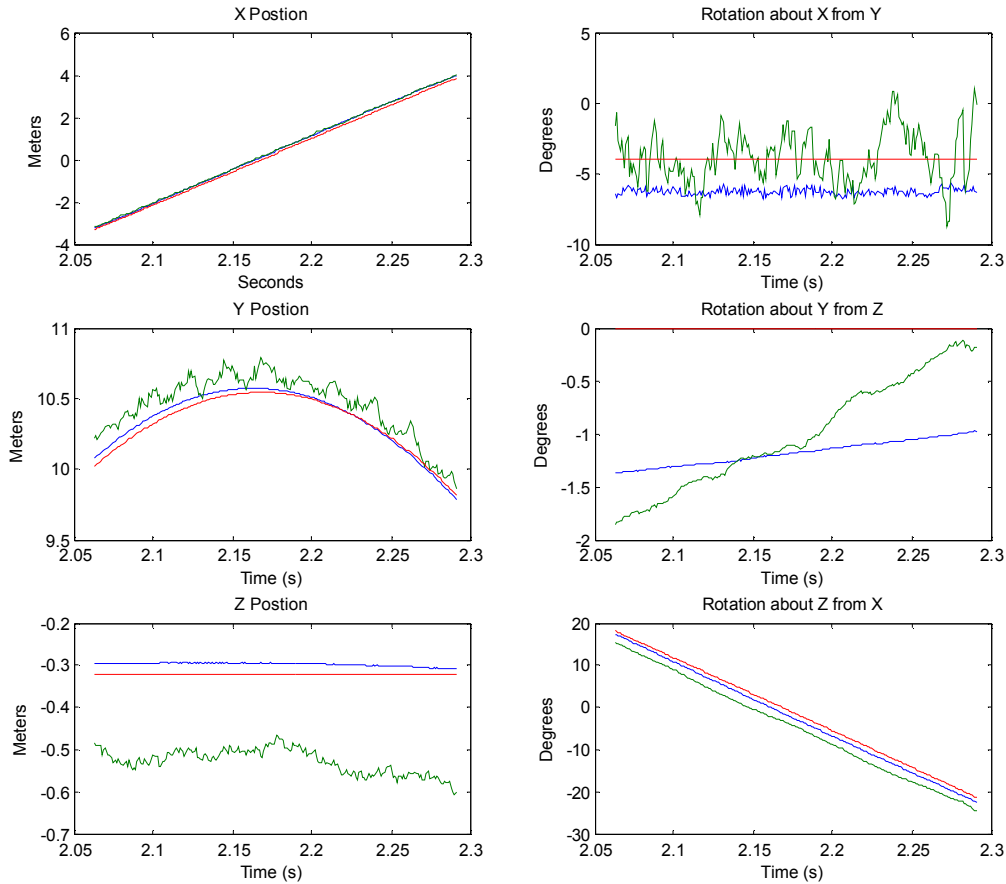 X Postion
6
4
2
0
-2
-4
Meters
2.05 2.1 2.15 2.2 2.25 2.3
Seconds
Rotation about X from Y
5
0
-5
-10
Degrees
2.05 2.1 2.15 2.2 2.25 2.3
Time (s)
Y Postion
11
10.5
10
9.5
Meters
2.05 2.1 2.15 2.2 2.25 2.3
Time (s)
Rotation about Y from Z
0
-0.5
-1
-1.5
-2
Degrees
2.05 2.1 2.15 2.2 2.25 2.3
Time (s)
Z Postion
-0.2
-0.3
-0.4
-0.5
-0.6
-0.7
Meters
2.05 2.1 2.15 2.2 2.25 2.3
Time (s)
Rotation about Z from X
20
10
0
-10
-20
-30
Degrees
2.05 2.1 2.15 2.2 2.25 2.3
Time (s)